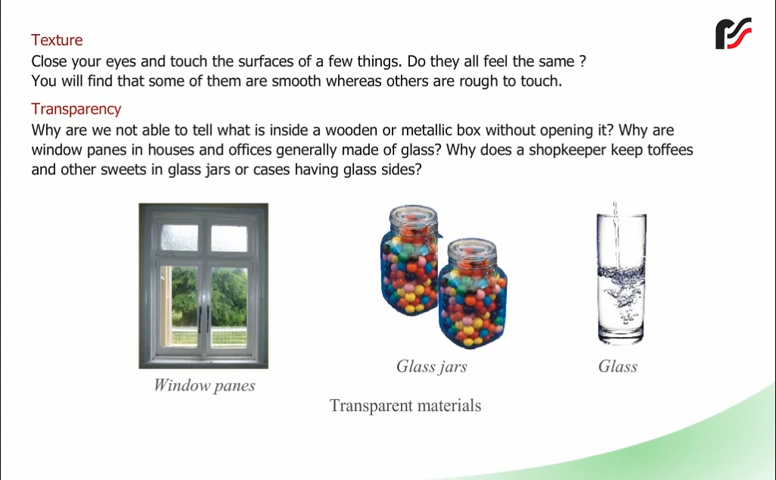 Texture
Close your eyes and touch the surfaces of a few things. Do they all feel the same ?
You will find that some of them are smooth whereas others are rough to touch.
Transparency
Why are we not able to tell what is inside a wooden or metallic box without opening it? Why are
window panes in houses and offices generally made of glass? Why does a shopkeeper keep toffees
and other sweets in glass jars or cases having glass sides?
Window panes
Glass jars
Glass
Transparent materials